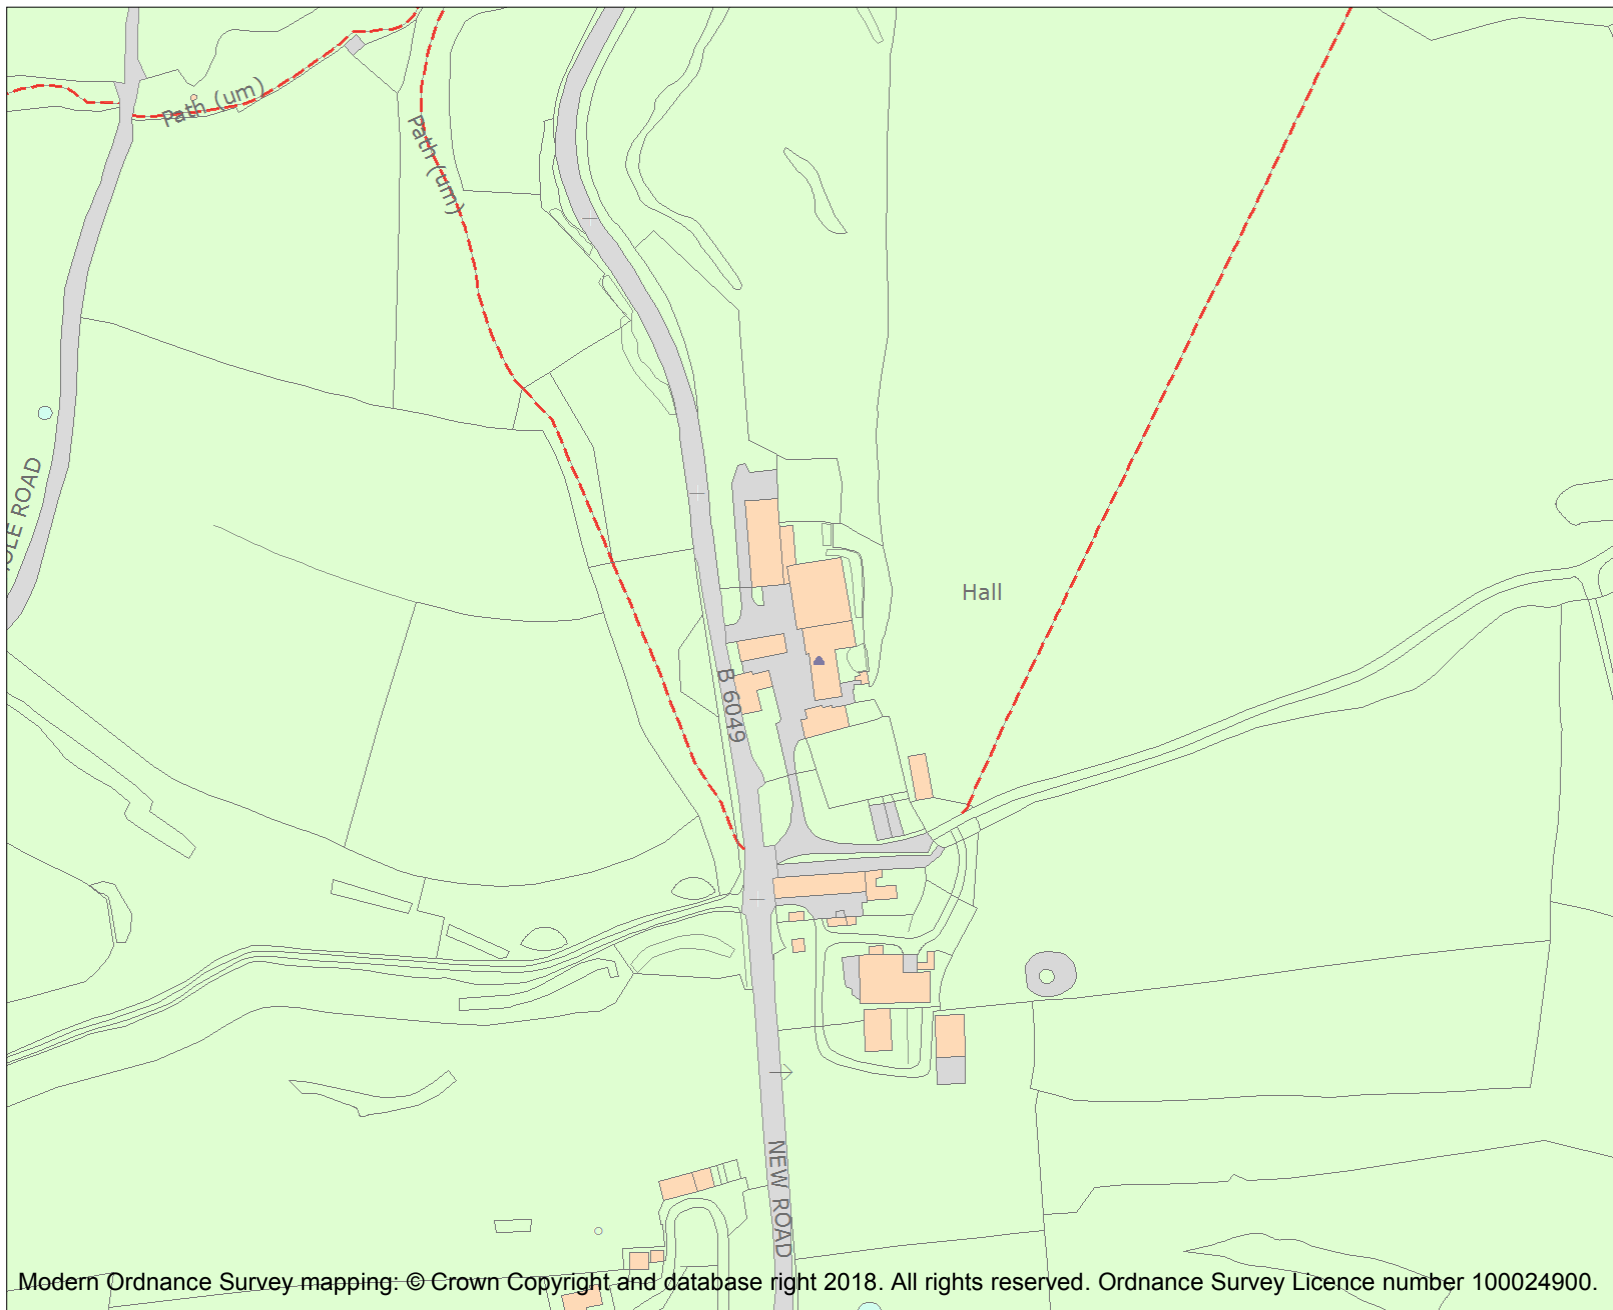 Path (um)
Path (um)
OLE ROAD
Hall
B 6049
NEW ROAD
Modern Ordnance Survey mapping: © Crown Copyright and database right 2018. All rights reserved. Ordnance Survey Licence number 100024900.